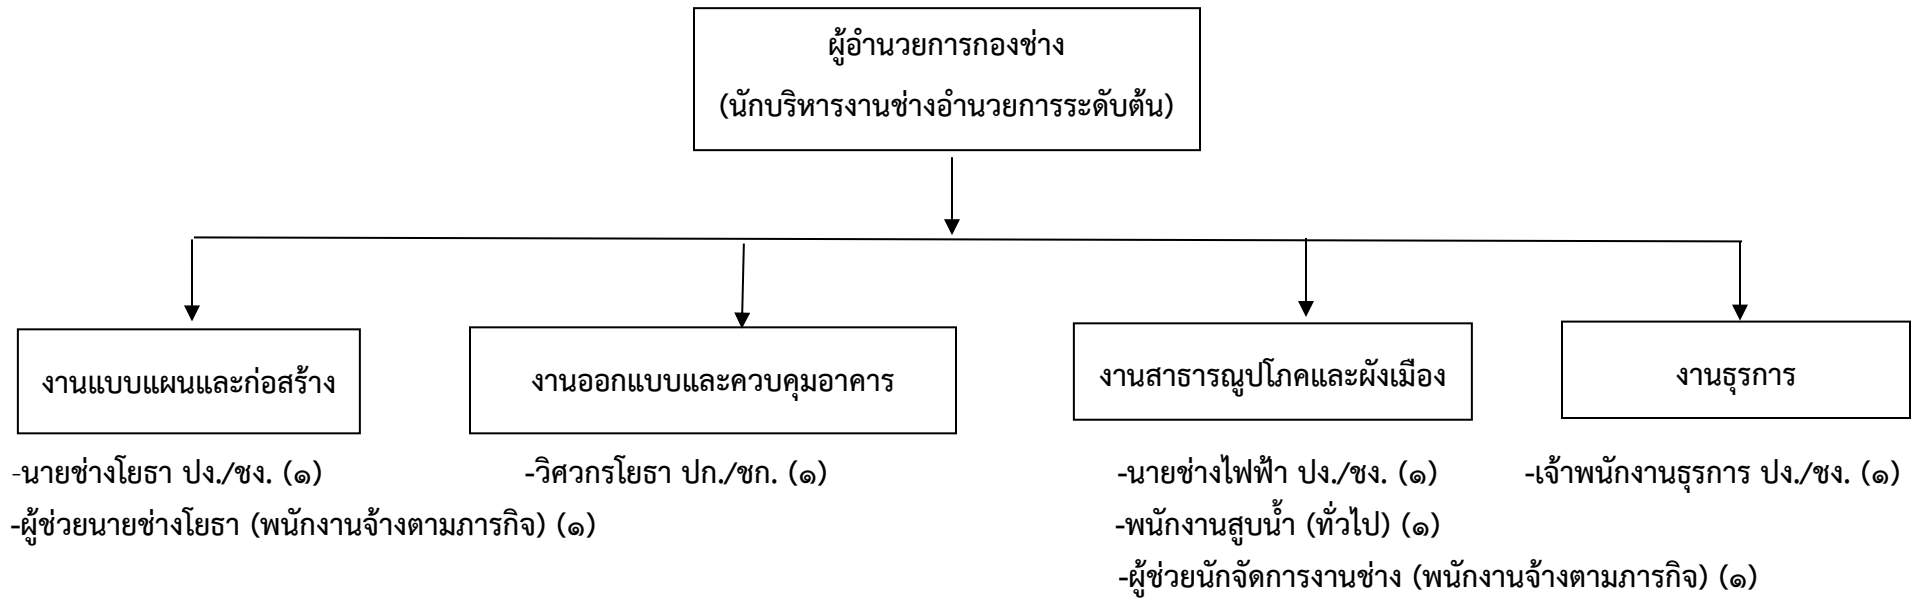 ผู้อำนวยการกองช่าง
(นักบริหารงานช่างอำนวยการระดับต้น)
งานแบบแผนและก่อสร้าง
-นายช่างโยธา ปง./ชง. (๑)
-ผู้ช่วยนายช่างโยธา (พนักงานจ้างตามภารกิจ) (๑)
งานออกแบบและควบคุมอาคาร
-วิศวกรโยธา ปก./ชก. (๑)
งานสาธารณูปโภคและผังเมือง
-นายช่างไฟฟ้า ปง./ชง. (๑)
-พนักงานสูบน้ำ (ทั่วไป) (๑)
-ผู้ช่วยนักจัดการงานช่าง (พนักงานจ้างตามภารกิจ) (๑)
งานธุรการ
-เจ้าพนักงานธุรการ ปง./ชง. (๑)